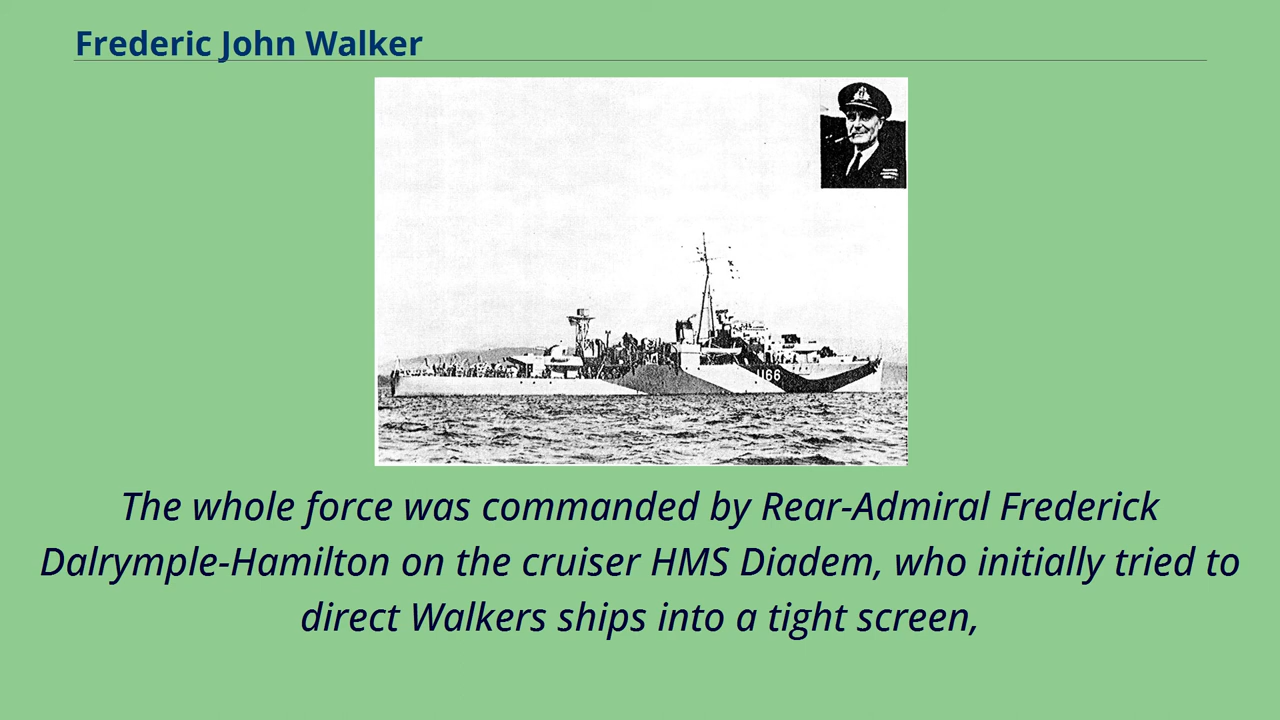 Frederic John Walker
U66
The whole force was commanded by Rear-Admiral Frederick
Dalrymple-Hamilton on the cruiser HMS Diadem, who initially tried to
direct Walkers ships into a tight screen,